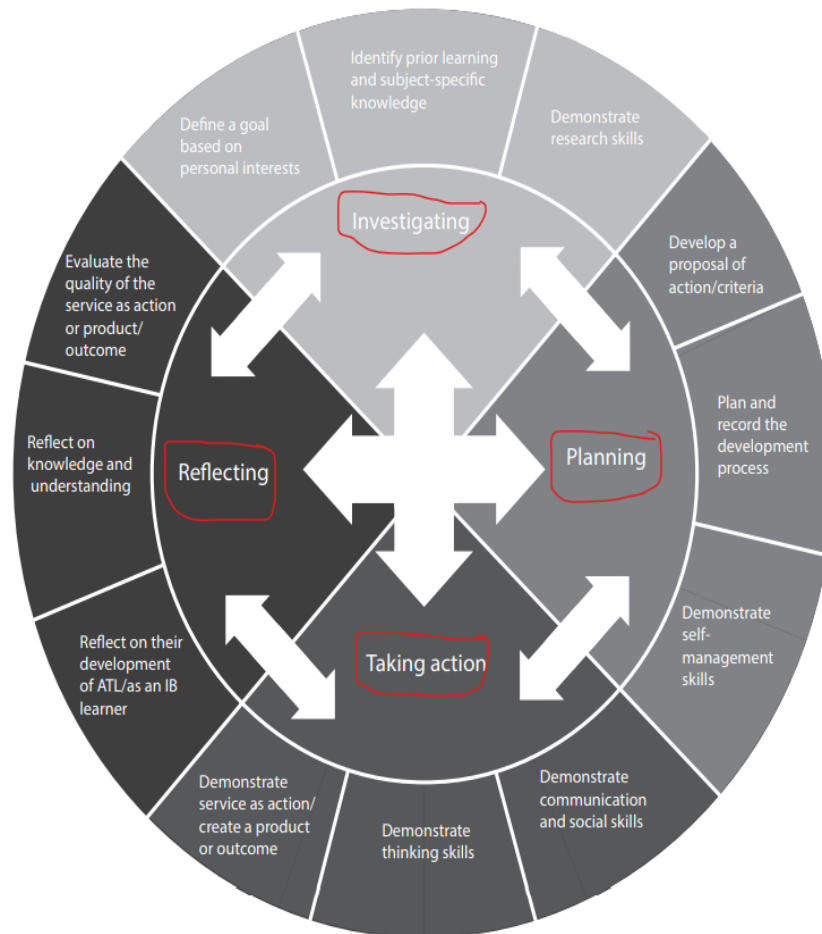 Identify prior learning
and subject-specific
knowledge
Define a goal
based on
personal interests
Demonstrate
research skills
Investigating
Develop a
proposal of
action/criteria
Evaluate the
quality of the
service as action
or product/
outcome
Plan and
record the
development
process
Reflect on
knowledge and
understanding
Reflecting
Planning
Demonstrate
self-
management
skills
Reflect on their
development
of ATL/as an IB
learner
Taking action
Demonstrate
service as action/
create a product
or outcome
Demonstrate
thinking skills
Demonstrate
communication
and social skills